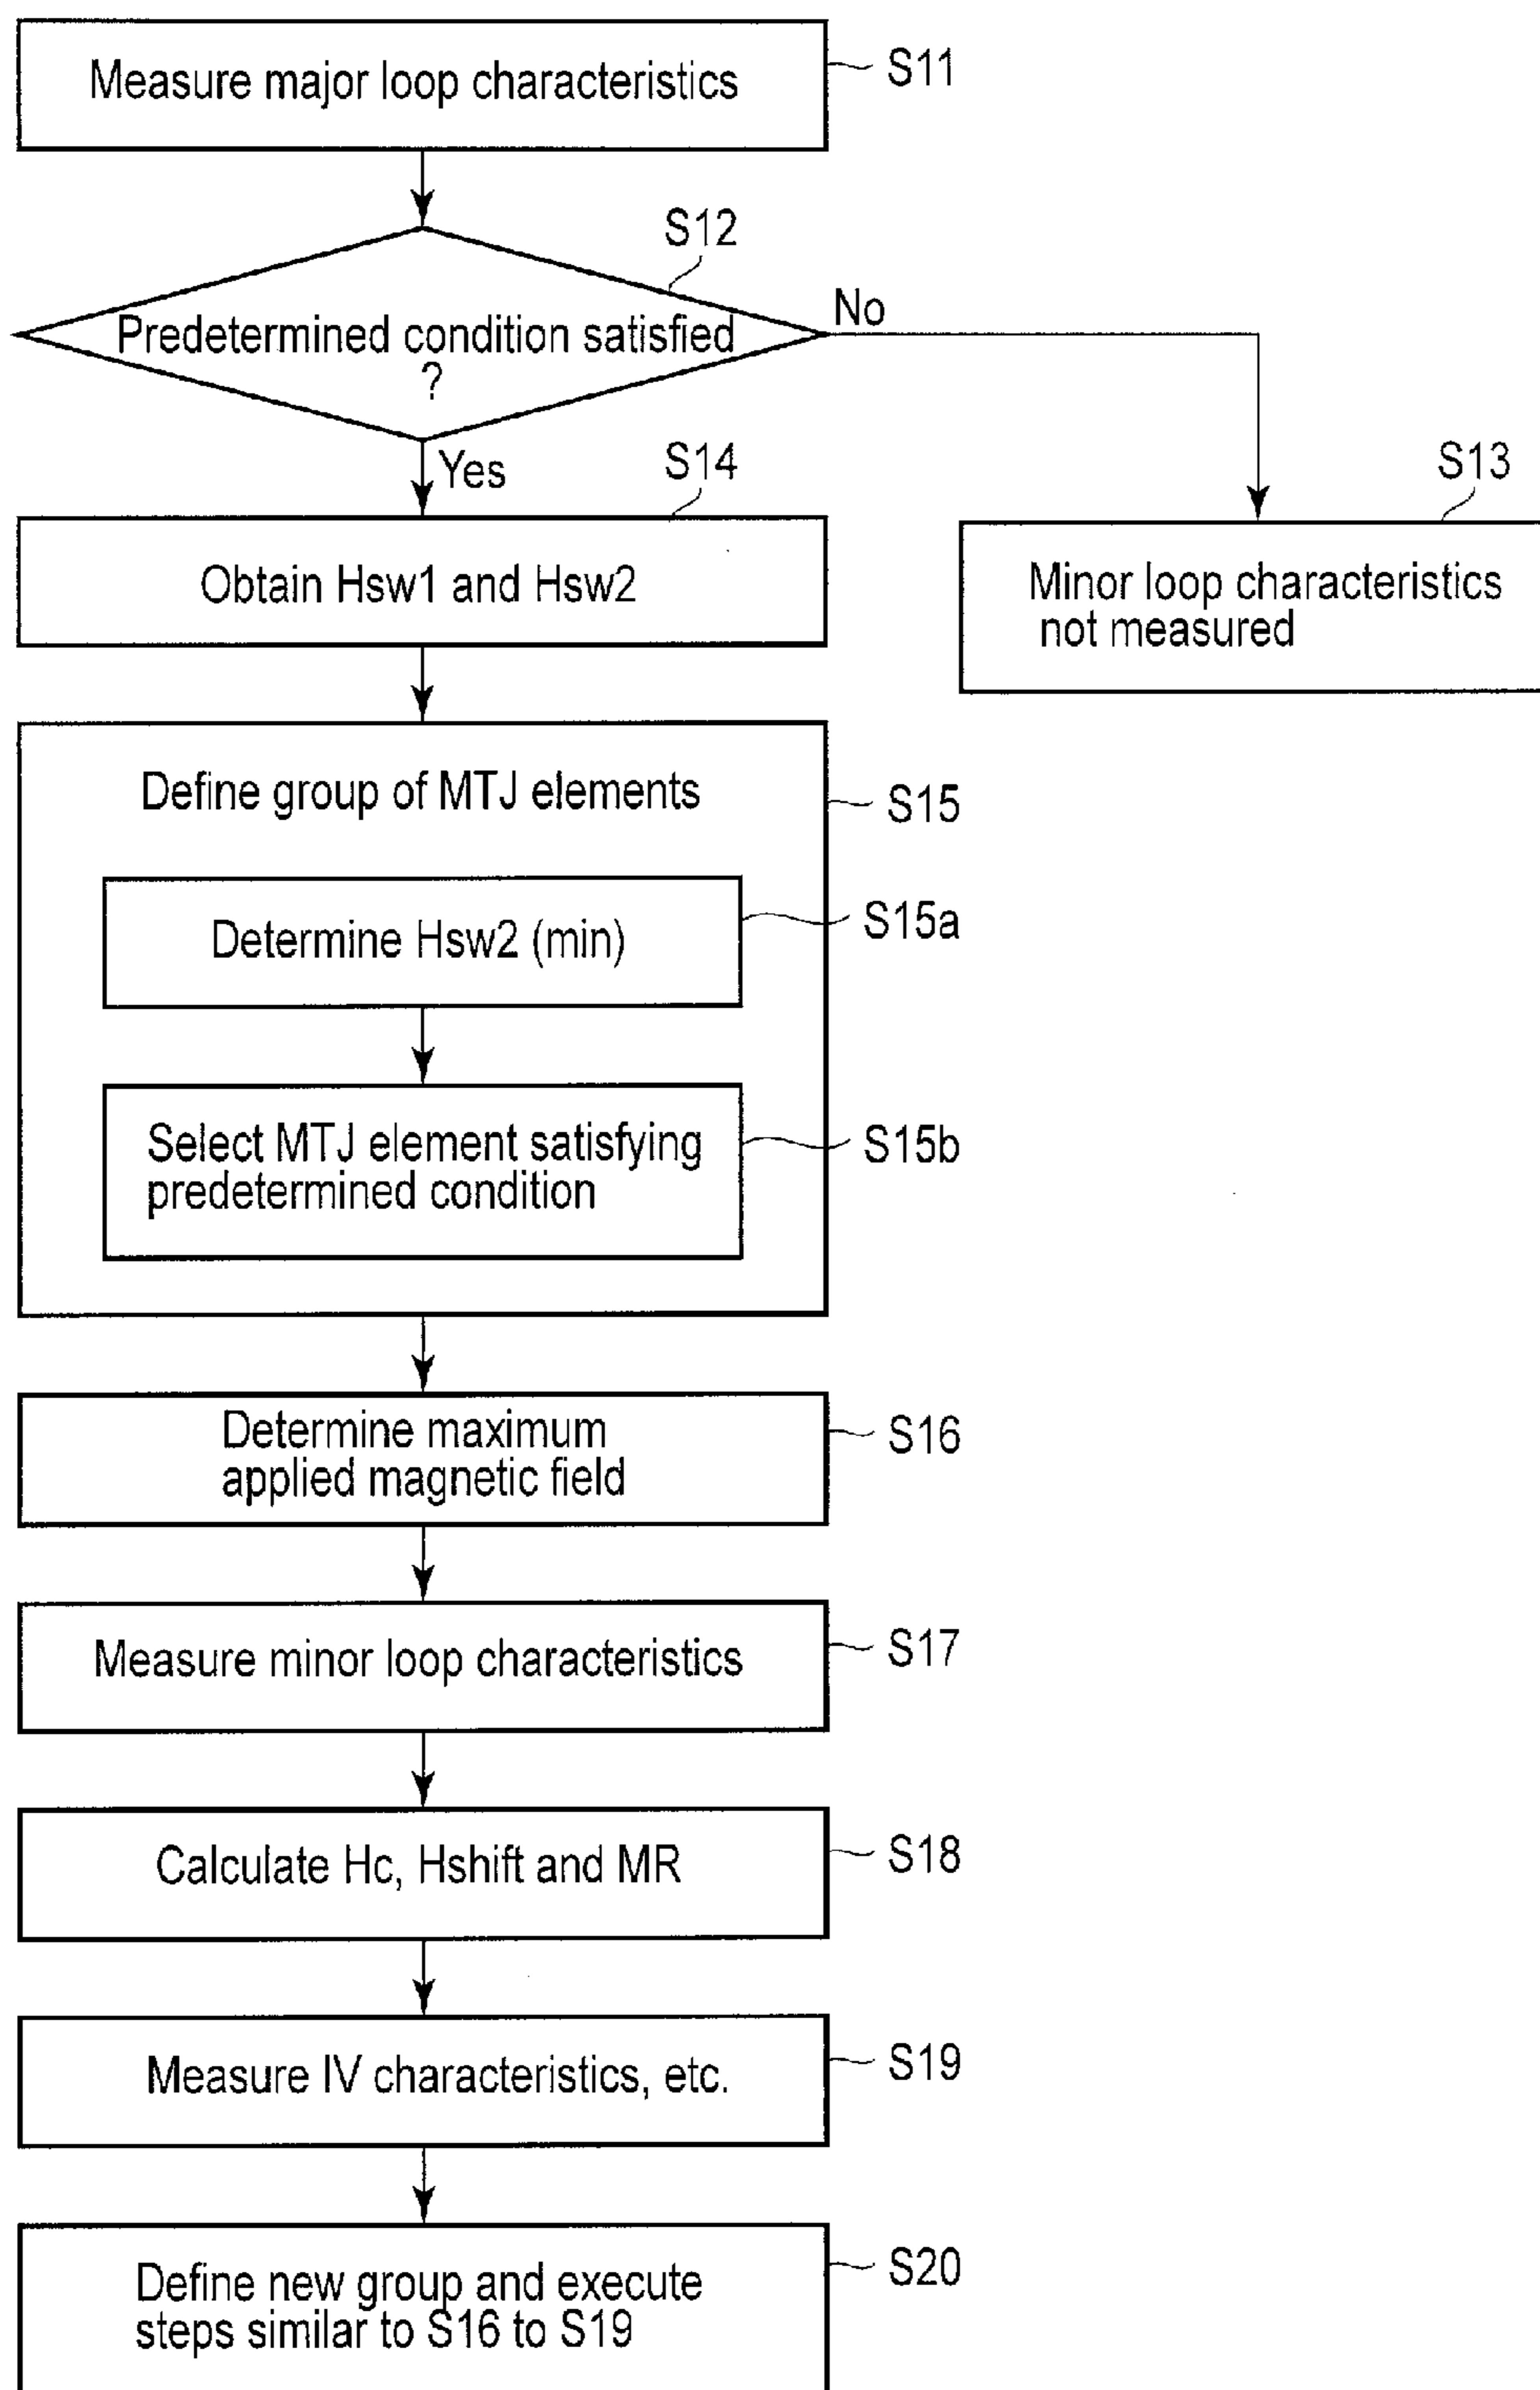 Measure major loop characteristics
S11
S12
Predetermined condition satisfied
?
No
Yes
S14
S13
Obtain Hsw1 and Hsw2
Minor loop characteristics
not measured
Define group of MTJ elements
S15
Determine Hsw2 (min)
S15a
Select MTJ element satisfying
predetermined condition
S15b
Determine maximum
applied magnetic field
S16
Measure minor loop characteristics
S17
Calculate Hc, Hshift and MR
S18
Measure IV characteristics, etc.
S19
Define new group and execute
steps similar to S16 to S19
S20